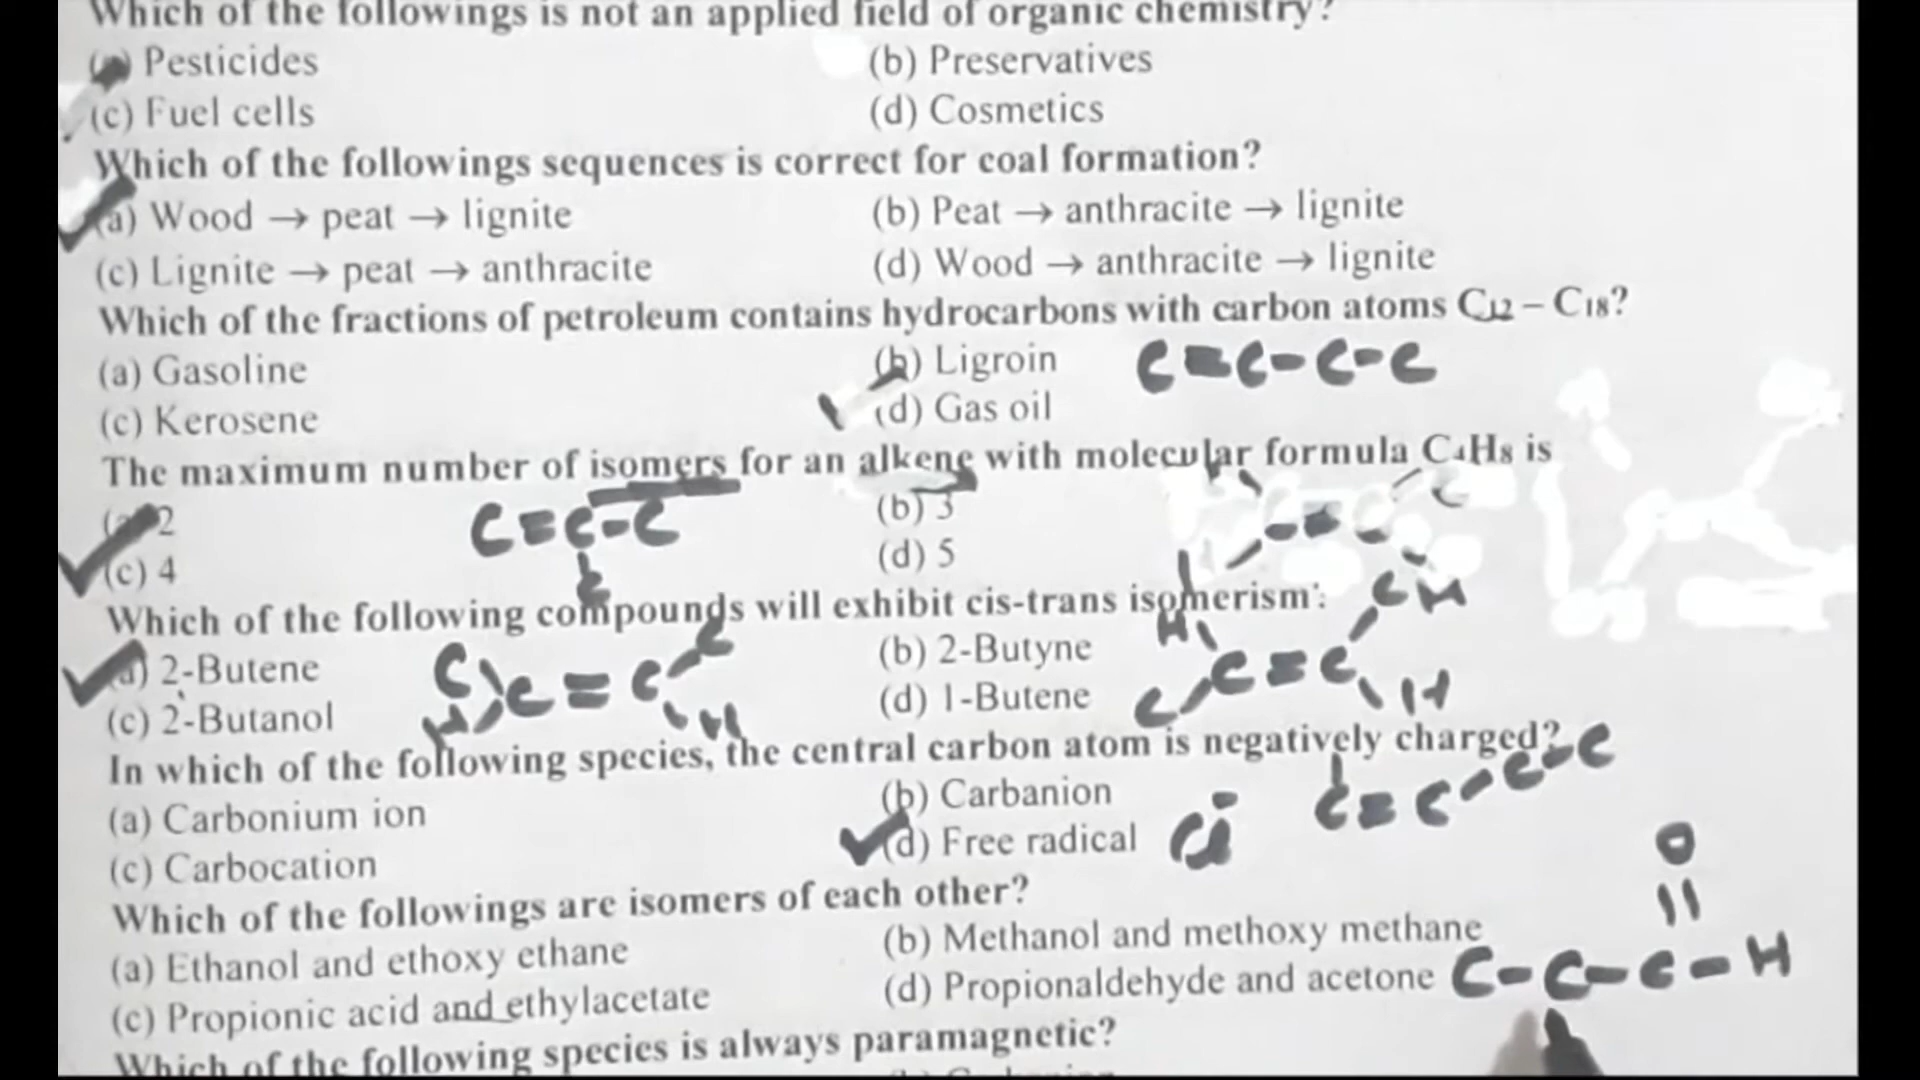 Which of the followings is not an applied field of organic chemistry?
(a) Pesticides (b) Preservatives
(c) Fuel cells (d) Cosmetics
Which of the followings sequences is correct for coal formation?
(a) Wood → peat → lignite (b) Peat → anthracite → lignite
(c) Lignite → peat → anthracite (d) Wood → anthracite → lignite
Which of the fractions of petroleum contains hydrocarbons with carbon atoms C12 – C18?
(a) Gasoline (b) Ligroin C=C-C-C
(c) Kerosene (d) Gas oil
The maximum number of isomers for an alkene with molecular formula C4H8 is
(a) 2 C=C-C (b) 3
C
(c) 4 (d) 5
Which of the following compounds will exhibit cis-trans isomerism:
(a) 2-Butene C C=C C (b) 2-Butyne H C=C C H
(c) 2-Butanol H H (d) 1-Butene C H
In which of the following species, the central carbon atom is negatively charged?
(a) Carbonium ion (b) Carbanion C=C-C-C
(c) Carbocation (d) Free radical
Which of the followings are isomers of each other? O
(a) Ethanol and ethoxy ethane (b) Methanol and methoxy methane
(c) Propionic acid and ethylacetate (d) Propionaldehyde and acetone C-C-C-H
Which of the following species is always paramagnetic?